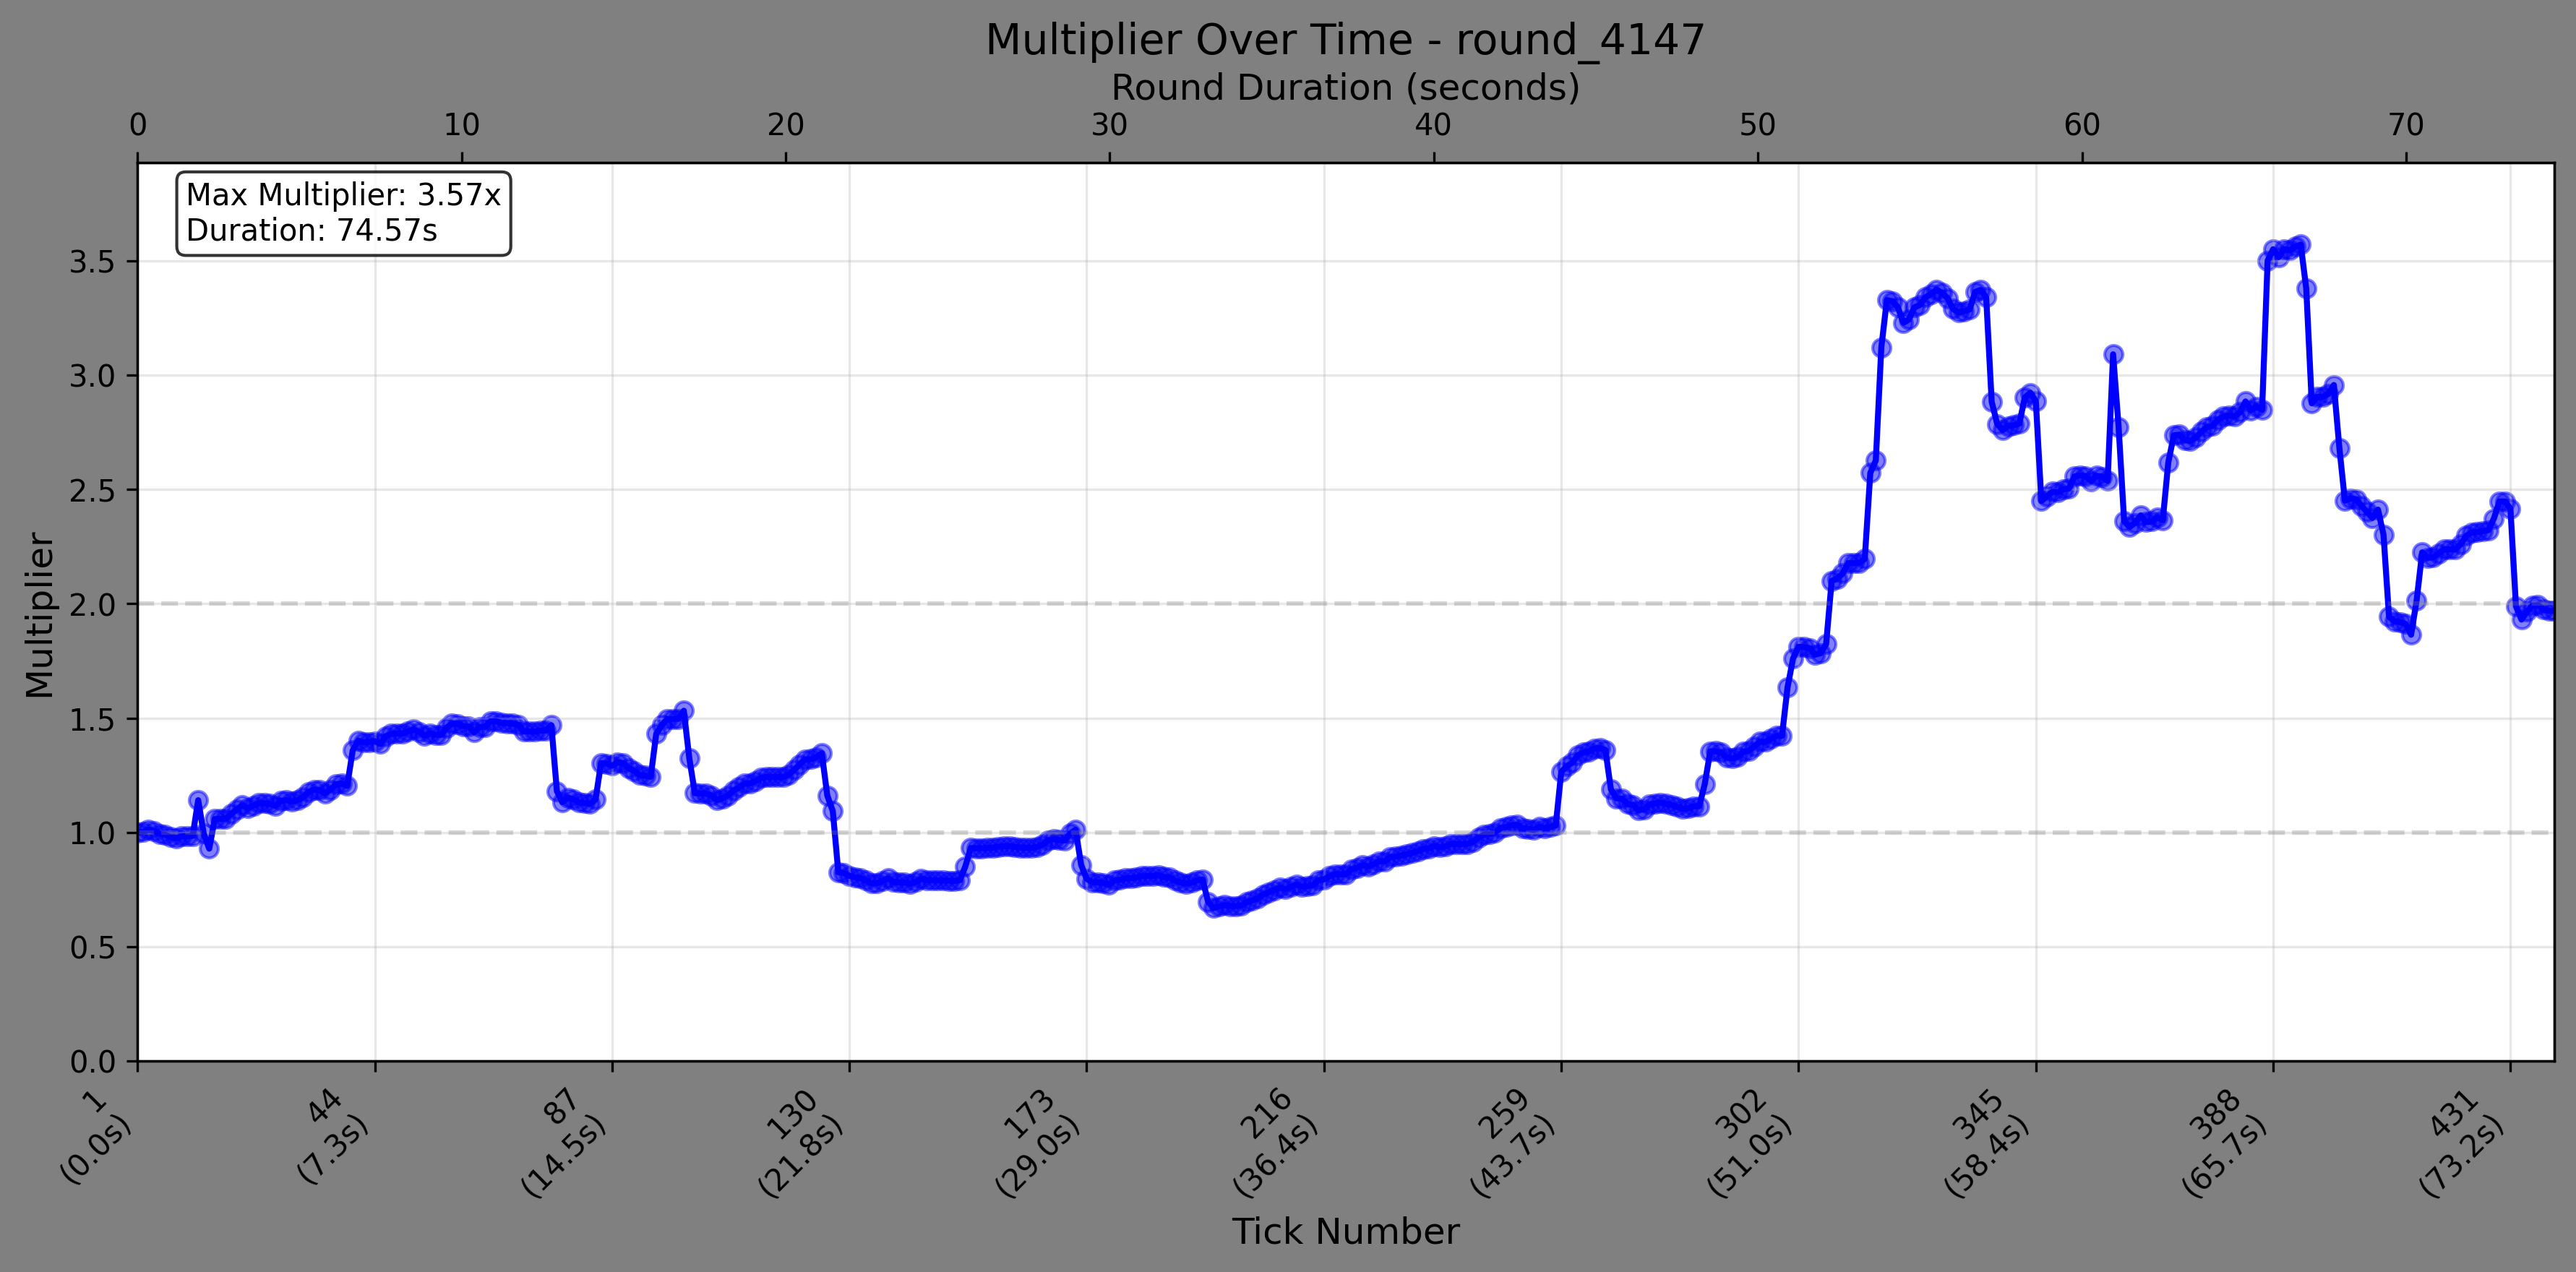 Multiplier Over Time - round_4147
Round Duration (seconds)
0 10 20 30 40 50 60 70
Max Multiplier: 3.57x
Duration: 74.57s
Multiplier
3.5
3.0
2.5
2.0
1.5
1.0
0.5
0.0
1
(0.0s)
44
(7.3s)
87
(14.5s)
130
(21.8s)
173
(29.0s)
216
(36.4s)
259
(43.7s)
302
(51.0s)
345
(58.4s)
388
(65.7s)
431
(73.2s)
Tick Number